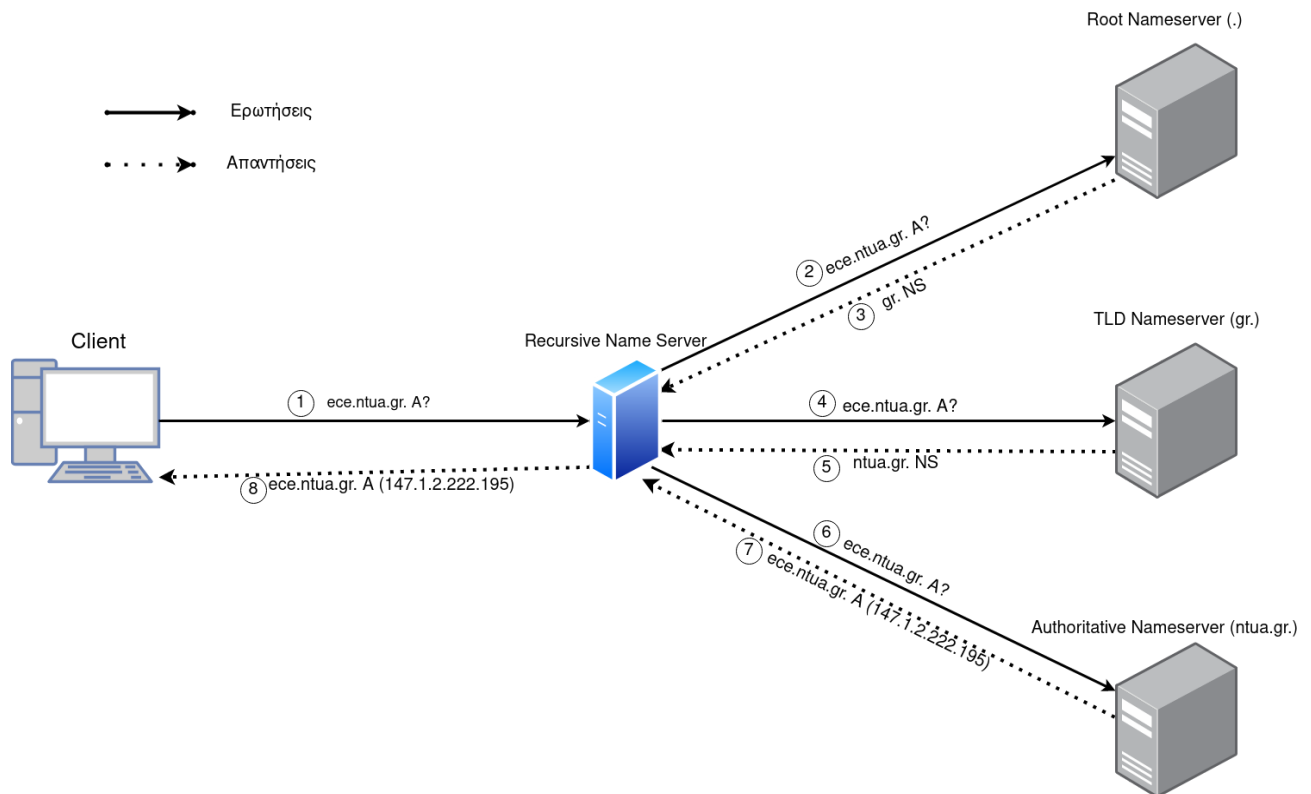 Root Nameserver (.)
Ερωτήσεις
Απαντήσεις
2 ece.ntua.gr. A?
3 gr. NS
TLD Nameserver (gr.)
Client
Recursive Name Server
1 ece.ntua.gr. A?
4 ece.ntua.gr. A?
5 ntua.gr. NS
8 ece.ntua.gr. A (147.1.2.222.195)
6 ece.ntua.gr. A?
7 ece.ntua.gr. A (147.1.2.222.195)
Authoritative Nameserver (ntua.gr.)